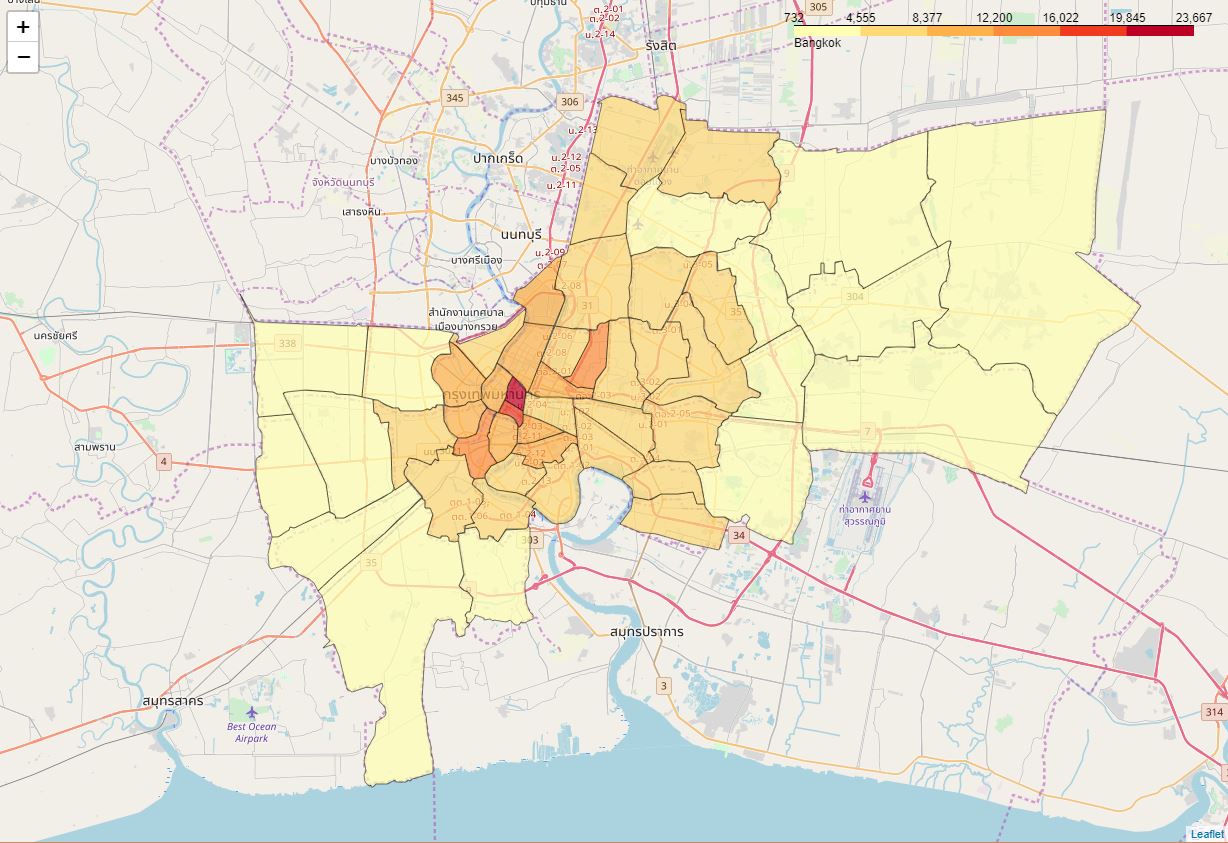 +
−
บางเลน
ปทุมธานี
ต.2-01
ต.2-02
น.2-14
รังสิต
305
732 4,555 8,377 12,200 16,022 19,845 23,667
Bangkok
345
306
น.2-13
บางบัวทอง
ปากเกร็ด
น.2-12
ต.2-05
น.2-11
จังหวัดนนทบุรี
9
เสาธงหิน
นนทบุรี
น.2-09
บางศรีเมือง
304
31
35
สำนักงานเทศบาล
เมืองบางกรวย
นครชัยศรี
338
กรุงเทพมหานคร
สามพราน
4
7
ท่าอากาศยาน
สุวรรณภูมิ
34
303
35
สมุทรปราการ
3
สมุทรสาคร
Best Ocean
Airpark
314
Leaflet